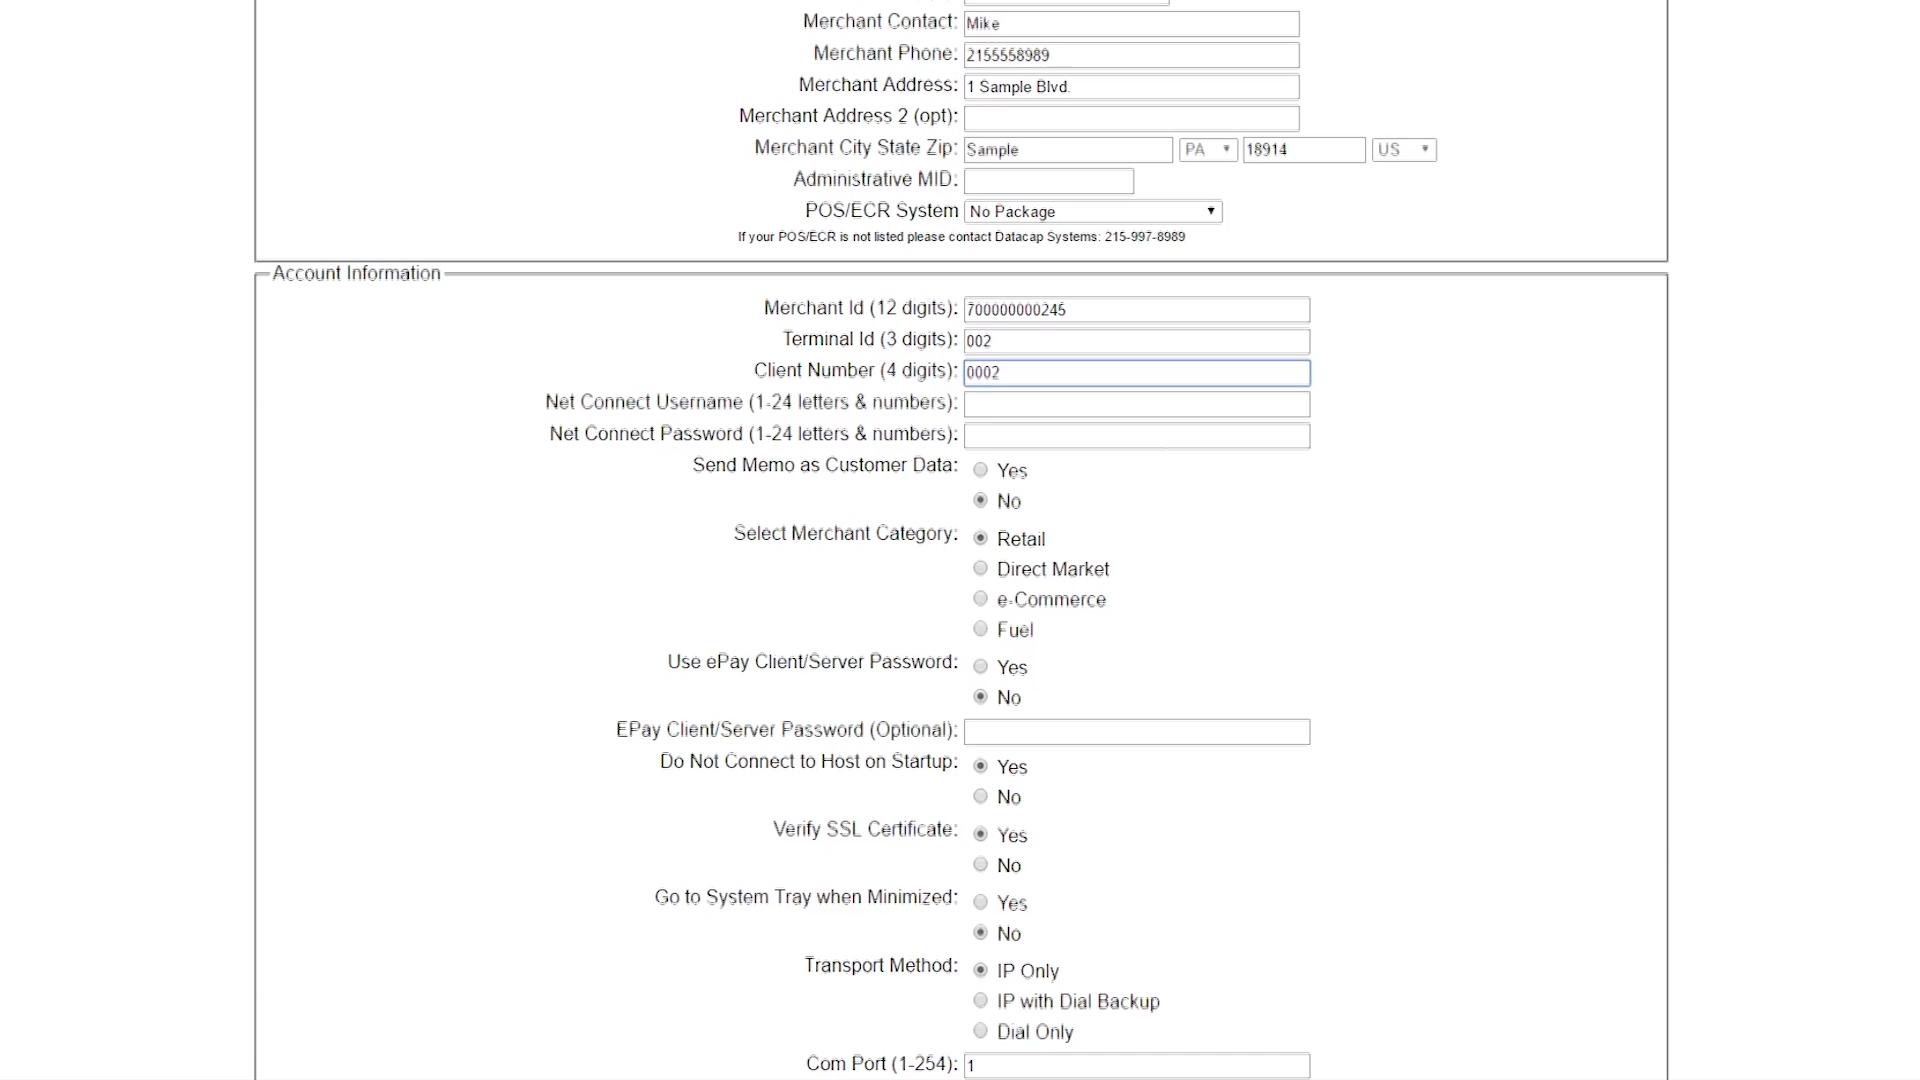 Merchant Contact: Mike
Merchant Phone: 2155558989
Merchant Address: 1 Sample Blvd.
Merchant Address 2 (opt):
Merchant City State Zip: Sample PA 18914 US
Administrative MID:
POS/ECR System No Package
If your POS/ECR is not listed please contact Datacap Systems: 215-997-8989
Account Information
Merchant Id (12 digits): 700000000245
Terminal Id (3 digits): 002
Client Number (4 digits): 0002
Net Connect Username (1-24 letters & numbers):
Net Connect Password (1-24 letters & numbers):
Send Memo as Customer Data: Yes
No
Select Merchant Category: Retail
Direct Market
e-Commerce
Fuel
Use ePay Client/Server Password: Yes
No
EPay Client/Server Password (Optional):
Do Not Connect to Host on Startup: Yes
No
Verify SSL Certificate: Yes
No
Go to System Tray when Minimized: Yes
No
Transport Method: IP Only
IP with Dial Backup
Dial Only
Com Port (1-254): 1